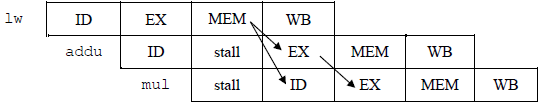 lw ID EX MEM WB
addu ID stall EX MEM WB
mul stall ID EX MEM WB